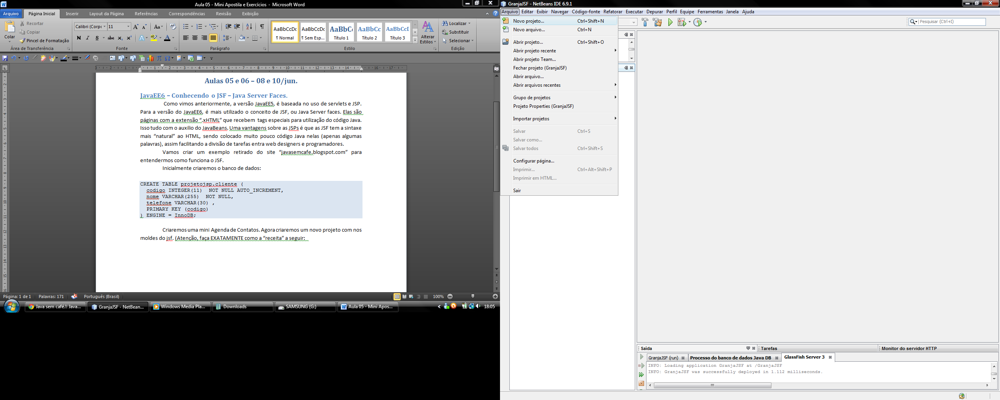 Aula 05 - Mini Apostila e Exercícios - Microsoft Word
Arquivo Página Inicial Inserir Layout da Página Referências Correspondências Revisão Exibição
Colar
Recortar
Copiar
Pincel de Formatação
Área de Transferência
Calibri (Corpo 11
Fonte
Parágrafo
AaBbCcDc AaBbCcDc AaBbC AaBbCc AaBbCcI
¶ Normal ¶ Sem Esp... Título 1 Título 2 Título 3
Alterar Estilos
Estilo
Localizar
Substituir
Selecionar
Edição
Aulas 05 e 06 – 08 e 10/jun.
JavaEE6 – Conhecendo o JSF – Java Server Faces.
Como vimos anteriormente, a versão JavaEE5, é baseada no uso de servlets e JSP.
Para a versão do JavaEE6, é mais utilizado o conceito de JSF, ou Java Server faces. Elas são
páginas com a extensão “.xHTML” que recebem tags especiais para utilização do código Java.
Isso tudo com o auxilio do JavaBeans. Uma vantagens sobre as JSPs é que as JSF tem a sintaxe
mais “natural” ao HTML, sendo colocado muito pouco código Java nelas (apenas algumas
palavras), assim facilitando a divisão de tarefas entra web designers e programadores.
Vamos criar um exemplo retirado do site “javasemcafe.blogspot.com” para
entendermos como funciona o JSF.
Inicialmente criaremos o banco de dados:
CREATE TABLE projetojsp.cliente (
codigo INTEGER(11) NOT NULL AUTO_INCREMENT,
nome VARCHAR(255) NOT NULL,
telefone VARCHAR(30) ,
PRIMARY KEY (codigo)
) ENGINE = InnoDB;
Criaremos uma mini Agenda de Contatos. Agora criaremos um novo projeto com nos
moldes do jsf. (Atenção, faça EXATAMENTE como a “receita” a seguir:
Página: 1 de 1 Palavras: 171 Português (Brasil) 100%
Java sem café.!: Java... GranjaJSF - NetBean... Windows Media Pla... Downloads SAMSUNG (G:) Aula 05 - Mini Apos... 18:05
GranjaJSF - NetBeans IDE 6.9.1
Arquivo Editar Exibir Navegar Código-fonte Refatorar Executar Depurar Perfil Equipe Ferramentas Janela Ajuda
Pesquisar (Ctrl+I)
Novo projeto... Ctrl+Shift+N
Novo arquivo... Ctrl+N
Abrir projeto... Ctrl+Shift+O
Abrir projeto recente
Abrir projeto Team...
Fechar projeto (GranjaJSF)
Abrir arquivo...
Abrir arquivos recentes
Grupo de projetos
Projeto Properties (GranjaJSF)
Importar projetos
Salvar Ctrl+S
Salvar como...
Salvar todos Ctrl+Shift+S
Configurar página...
Imprimir... Ctrl+Alt+Shift+P
Imprimir em HTML...
Sair
Saída Tarefas Monitor do servidor HTTP
GranjaJSF (run) Processo do banco de dados Java DB GlassFish Server 3
INFO: Loading application GranjaJSF at /GranjaJSF
INFO: GranjaJSF was successfully deployed in 1.112 milliseconds.